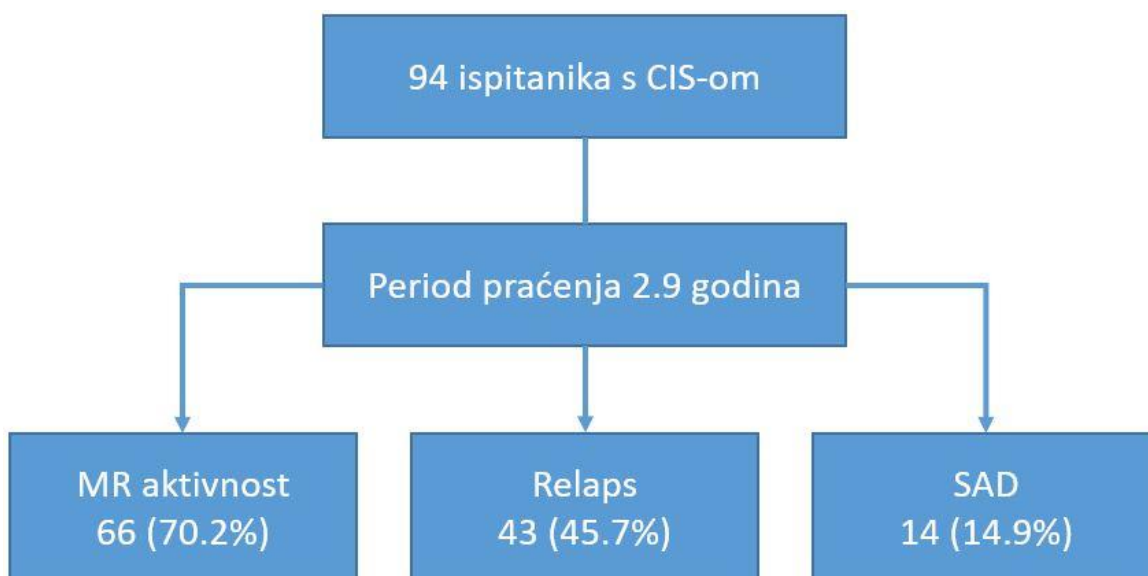 94 ispitanika s CIS-om
Period praćenja 2.9 godina
MR aktivnost
66 (70.2%)
Relaps
43 (45.7%)
SAD
14 (14.9%)